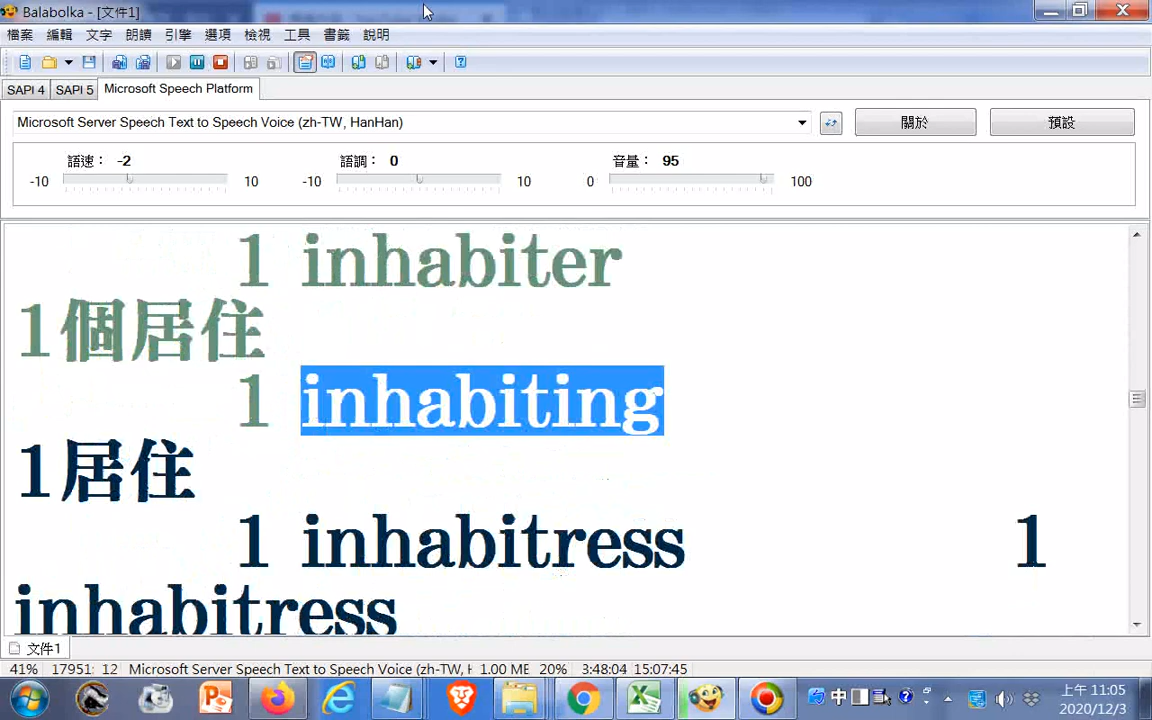 Balabolka - [文件1]
檔案 編輯 文字 朗讀 引擎 選項 檢視 工具 書籤 說明
SAPI 4 SAPI 5 Microsoft Speech Platform
Microsoft Server Speech Text to Speech Voice (zh-TW, HanHan) 關於 預設
語速： -2 語調： 0 音量： 95
-10 10 -10 10 0 100
1 inhabiter
1個居住
1 inhabiting
1居住
1 inhabitress 1
inhabitress
文件1
41% 17951: 12 Microsoft Server Speech Text to Speech Voice (zh-TW, H 1.00 ME 20% 3:48:04 15:07:45
中
上午 11:05
2020/12/3